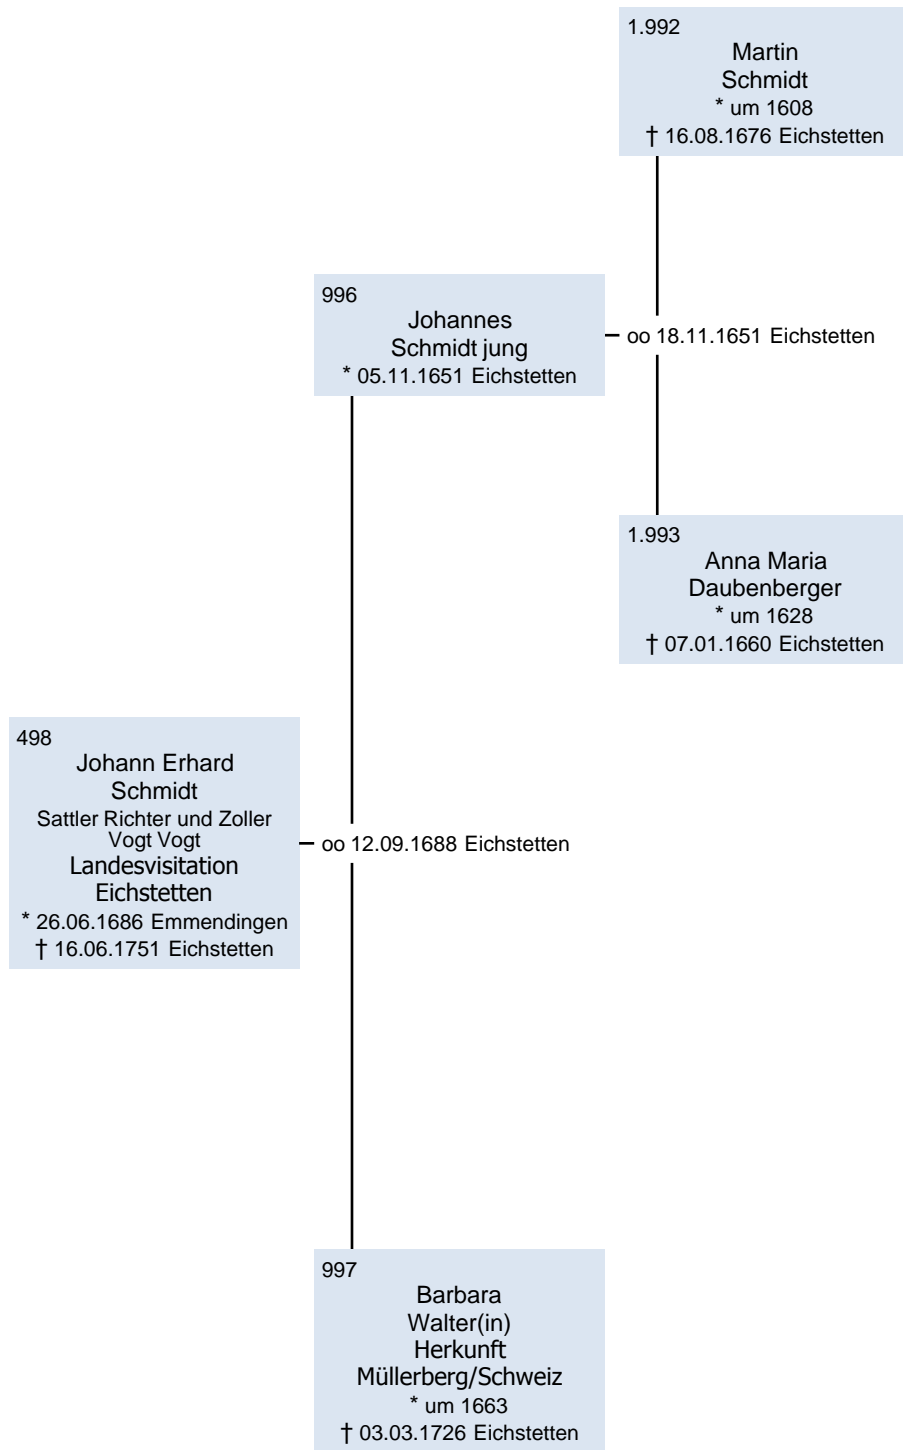 1.992
Martin
Schmidt
* um 1608
† 16.08.1676 Eichstetten
996
Johannes
Schmidt jung
* 05.11.1651 Eichstetten
oo 18.11.1651 Eichstetten
1.993
Anna Maria
Daubenberger
* um 1628
† 07.01.1660 Eichstetten
498
Johann Erhard
Schmidt
Sattler Richter und Zoller
Vogt Vogt
Landesvisitation
Eichstetten
* 26.06.1686 Emmendingen
† 16.06.1751 Eichstetten
oo 12.09.1688 Eichstetten
997
Barbara
Walter(in)
Herkunft
Müllerberg/Schweiz
* um 1663
† 03.03.1726 Eichstetten